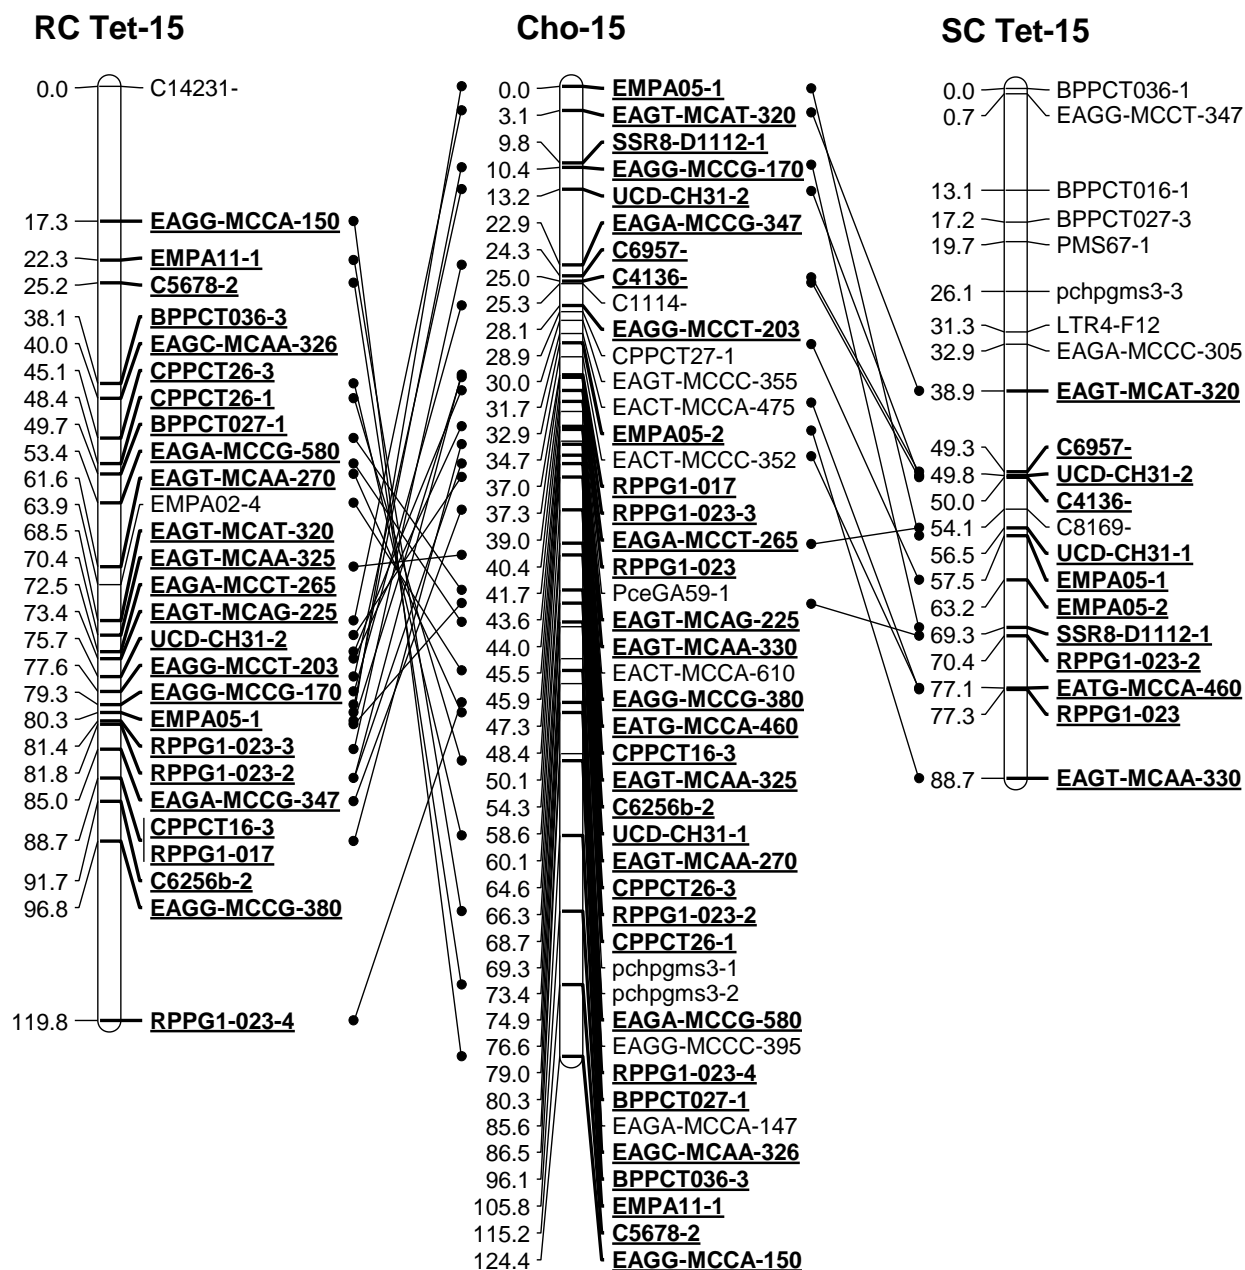 RC Tet-15
0.0 C14231-
17.3 EAGG-MCCA-150
22.3 EMPA11-1
25.2 C5678-2
38.1 BPPCT036-3
40.0 EAGC-MCAA-326
45.1 CPPCT26-3
48.4 CPPCT26-1
49.7 BPPCT027-1
53.4 EAGA-MCCG-580
61.6 EAGT-MCAA-270
63.9 EMPA02-4
68.5 EAGT-MCAT-320
70.4 EAGT-MCAA-325
72.5 EAGA-MCCT-265
73.4 EAGT-MCAG-225
75.7 UCD-CH31-2
77.6 EAGG-MCCT-203
79.3 EAGG-MCCG-170
80.3 EMPA05-1
81.4 RPPG1-023-3
81.8 RPPG1-023-2
85.0 EAGA-MCCG-347
88.7 CPPCT16-3
RPPG1-017
91.7 C6256b-2
96.8 EAGG-MCCG-380
119.8 RPPG1-023-4
Cho-15
0.0 EMPA05-1
3.1 EAGT-MCAT-320
9.8 SSR8-D1112-1
10.4 EAGG-MCCG-170
13.2 UCD-CH31-2
22.9 EAGA-MCCG-347
24.3 C6957-
25.0 C4136-
25.3 C1114-
28.1 EAGG-MCCT-203
28.9 CPPCT27-1
30.0 EAGT-MCCC-355
31.7 EACT-MCCA-475
32.9 EMPA05-2
34.7 EACT-MCCC-352
37.0 RPPG1-017
37.3 RPPG1-023-3
39.0 EAGA-MCCT-265
40.4 RPPG1-023
41.7 PceGA59-1
43.6 EAGT-MCAG-225
44.0 EAGT-MCAA-330
45.5 EACT-MCCA-610
45.9 EAGG-MCCG-380
47.3 EATG-MCCA-460
48.4 CPPCT16-3
50.1 EAGT-MCAA-325
54.3 C6256b-2
58.6 UCD-CH31-1
60.1 EAGT-MCAA-270
64.6 CPPCT26-3
66.3 RPPG1-023-2
68.7 CPPCT26-1
69.3 pchpgms3-1
73.4 pchpgms3-2
74.9 EAGA-MCCG-580
76.6 EAGG-MCCC-395
79.0 RPPG1-023-4
80.3 BPPCT027-1
85.6 EAGA-MCCA-147
86.5 EAGC-MCAA-326
96.1 BPPCT036-3
105.8 EMPA11-1
115.2 C5678-2
124.4 EAGG-MCCA-150
SC Tet-15
0.0 BPPCT036-1
0.7 EAGG-MCCT-347
13.1 BPPCT016-1
17.2 BPPCT027-3
19.7 PMS67-1
26.1 pchpgms3-3
31.3 LTR4-F12
32.9 EAGA-MCCC-305
38.9 EAGT-MCAT-320
49.3 C6957-
49.8 UCD-CH31-2
50.0 C4136-
54.1 C8169-
56.5 UCD-CH31-1
57.5 EMPA05-1
63.2 EMPA05-2
69.3 SSR8-D1112-1
70.4 RPPG1-023-2
77.1 EATG-MCCA-460
77.3 RPPG1-023
88.7 EAGT-MCAA-330